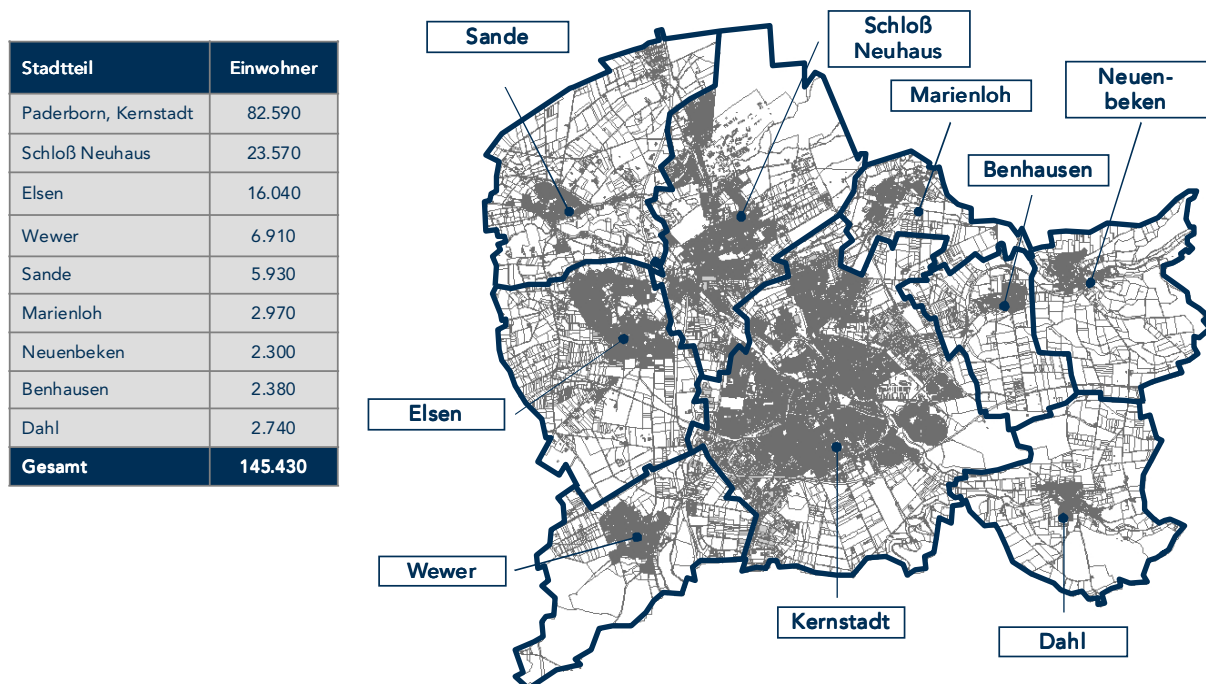 Stadtteil Einwohner
Paderborn, Kernstadt 82.590
Schloß Neuhaus 23.570
Elsen 16.040
Wewer 6.910
Sande 5.930
Marienloh 2.970
Neuenbeken 2.300
Benhausen 2.380
Dahl 2.740
Gesamt 145.430
Sande
Schloß
Neuhaus
Marienloh
Neuen-
beken
Benhausen
Elsen
Wewer
Kernstadt
Dahl